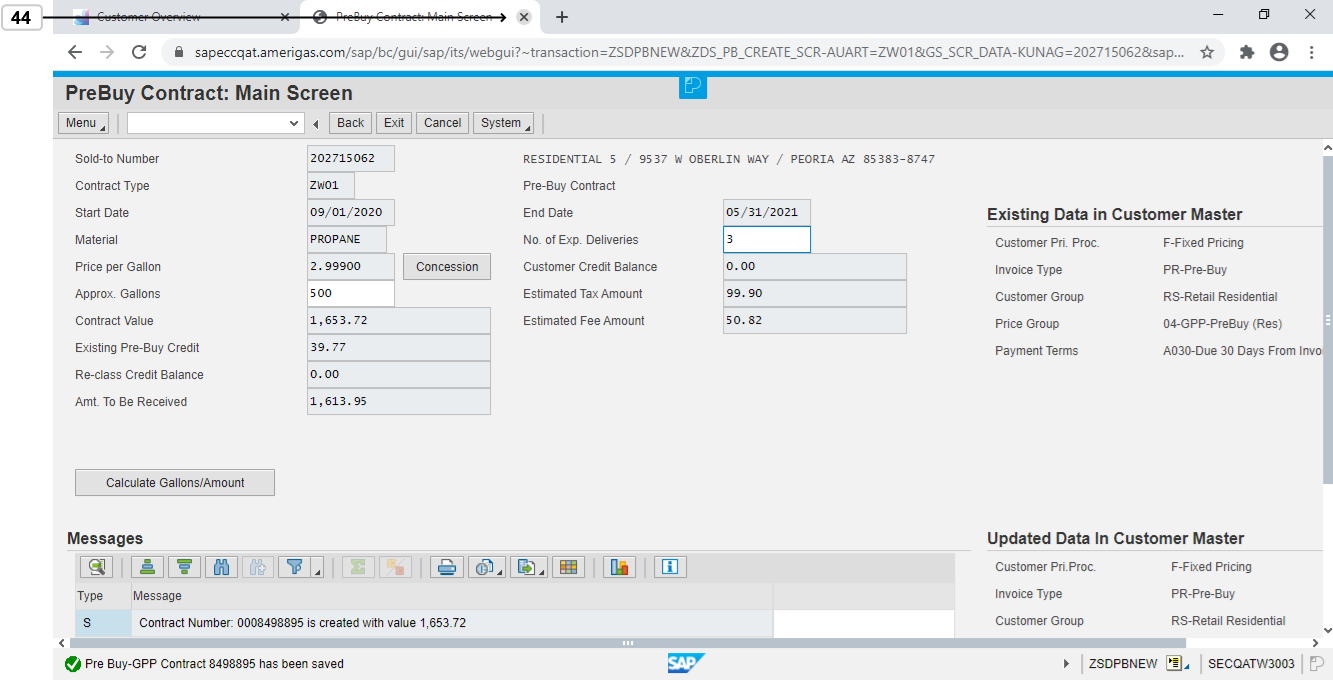 44
Customer Overview
PreBuy Contract: Main Screen
sapeccqat.amerigas.com/sap/bc/gui/sap/its/webgui?~transaction=ZSDPBNEW&ZDS_PB_CREATE_SCR-AUART=ZW01&GS_SCR_DATA-KUNAG=202715062&sap...
PreBuy Contract: Main Screen
Menu Back Exit Cancel System
Sold-to Number 202715062 RESIDENTIAL 5 / 9537 W OBERLIN WAY / PEORIA AZ 85383-8747
Contract Type ZW01 Pre-Buy Contract
Start Date 09/01/2020 End Date 05/31/2021
Material PROPANE No. of Exp. Deliveries 3
Price per Gallon 2.99900 Concession Customer Credit Balance 0.00
Approx. Gallons 500 Estimated Tax Amount 99.90
Contract Value 1,653.72 Estimated Fee Amount 50.82
Existing Pre-Buy Credit 39.77
Re-class Credit Balance 0.00
Amt. To Be Received 1,613.95
Existing Data in Customer Master
Customer Pri. Proc. F-Fixed Pricing
Invoice Type PR-Pre-Buy
Customer Group RS-Retail Residential
Price Group 04-GPP-PreBuy (Res)
Payment Terms A030-Due 30 Days From Invoi
Calculate Gallons/Amount
Messages
Type Message
S Contract Number: 0008498895 is created with value 1,653.72
Updated Data In Customer Master
Customer Pri.Proc. F-Fixed Pricing
Invoice Type PR-Pre-Buy
Customer Group RS-Retail Residential
Pre Buy-GPP Contract 8498895 has been saved SAP ZSDPBNEW SECQATW3003